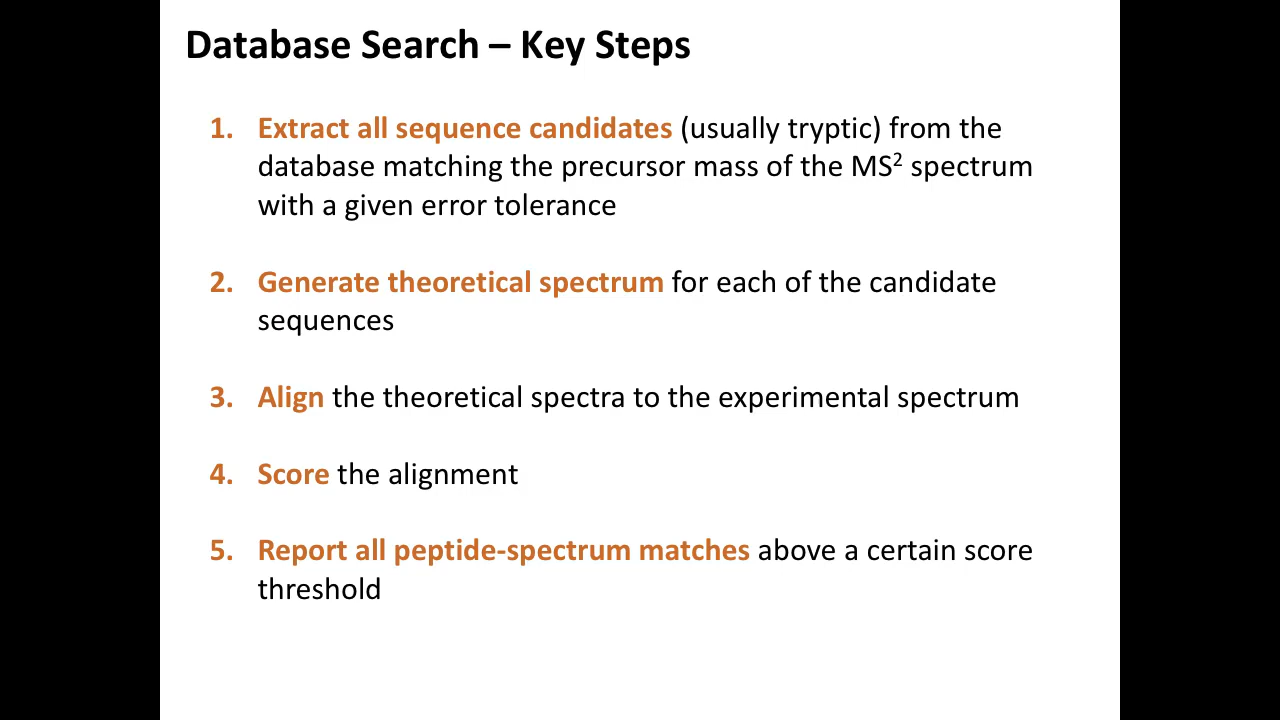 Database Search – Key Steps
1. Extract all sequence candidates (usually tryptic) from the
database matching the precursor mass of the MS² spectrum
with a given error tolerance
2. Generate theoretical spectrum for each of the candidate
sequences
3. Align the theoretical spectra to the experimental spectrum
4. Score the alignment
5. Report all peptide-spectrum matches above a certain score
threshold